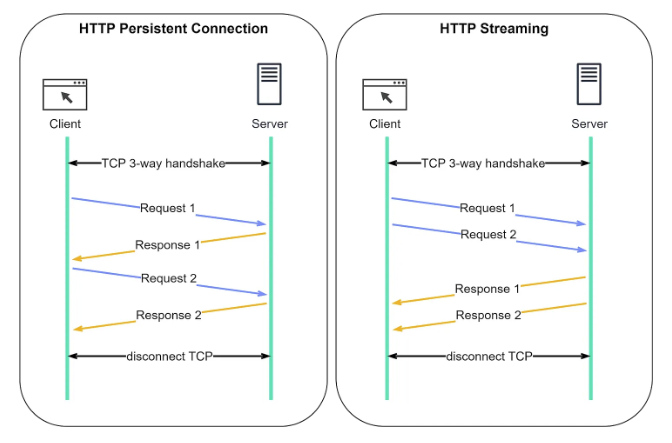 HTTP Persistent Connection
Client
Server
TCP 3-way handshake
Request 1
Response 1
Request 2
Response 2
disconnect TCP
HTTP Streaming
Client
Server
TCP 3-way handshake
Request 1
Request 2
Response 1
Response 2
disconnect TCP